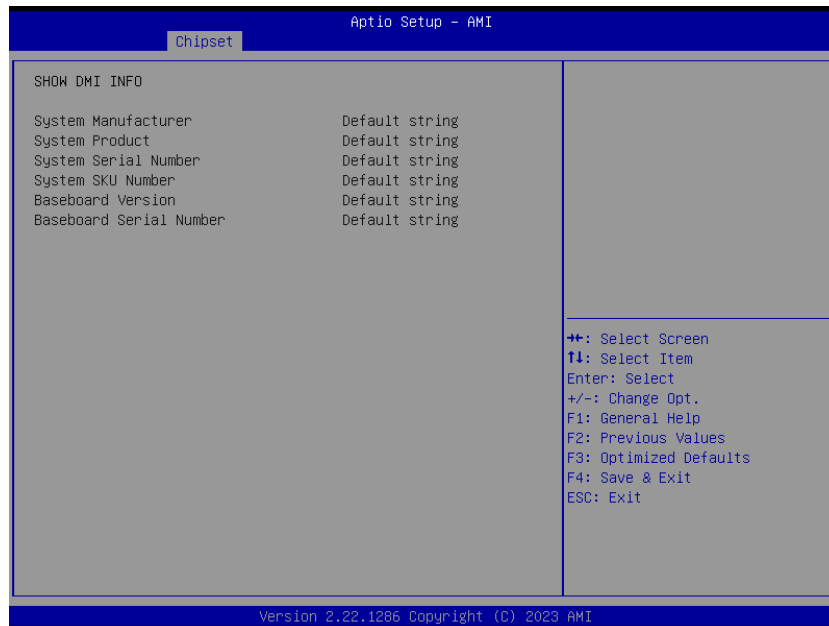 Aptio Setup – AMI
Chipset
SHOW DMI INFO
System Manufacturer Default string
System Product Default string
System Serial Number Default string
System SKU Number Default string
Baseboard Version Default string
Baseboard Serial Number Default string
→←: Select Screen
↑↓: Select Item
Enter: Select
+/-: Change Opt.
F1: General Help
F2: Previous Values
F3: Optimized Defaults
F4: Save & Exit
ESC: Exit
Version 2.22.1286 Copyright (C) 2023 AMI